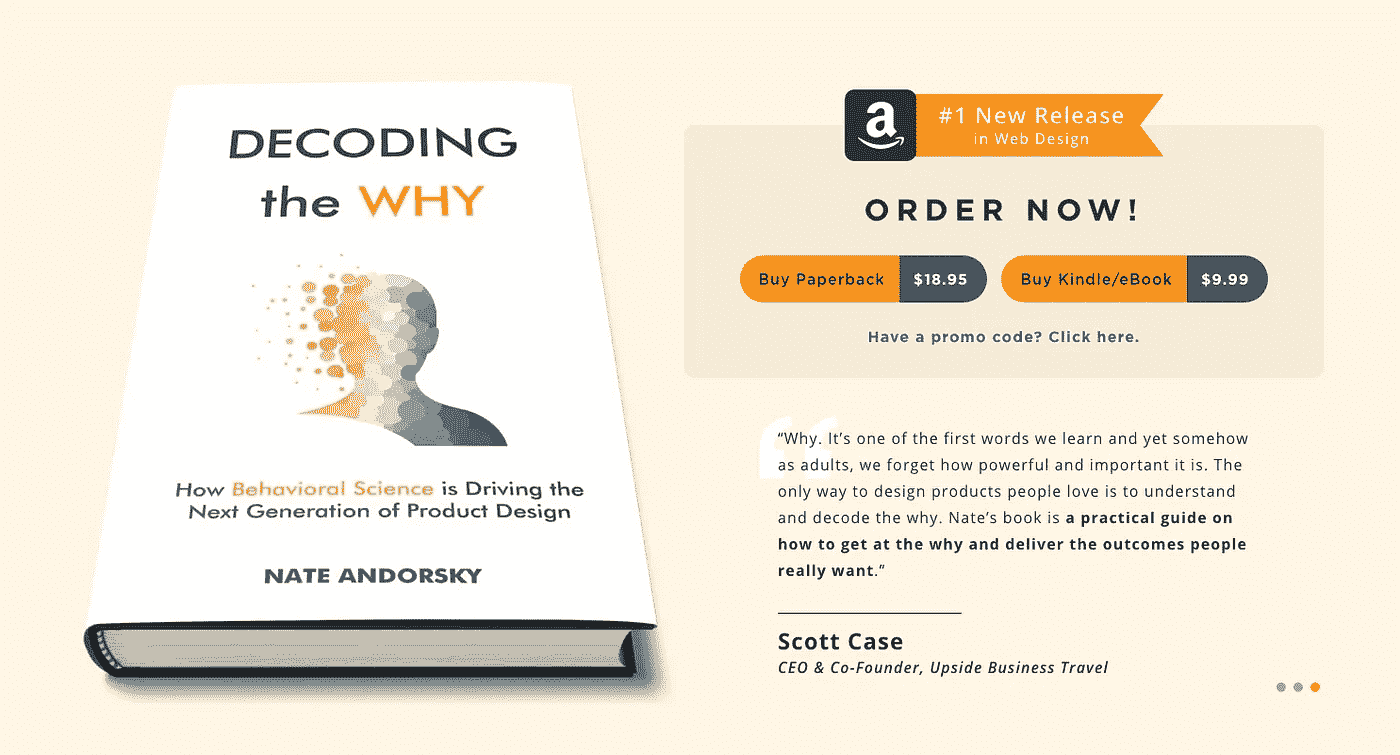 DECODING
the WHY
How Behavioral Science is Driving the
Next Generation of Product Design
NATE ANDORSKY
a
#1 New Release
in Web Design
ORDER NOW!
Buy Paperback $18.95
Buy Kindle/eBook $9.99
Have a promo code? Click here.
“Why. It’s one of the first words we learn and yet somehow
as adults, we forget how powerful and important it is. The
only way to design products people love is to understand
and decode the why. Nate’s book is a practical guide on
how to get at the why and deliver the outcomes people
really want.”
Scott Case
CEO & Co-Founder, Upside Business Travel